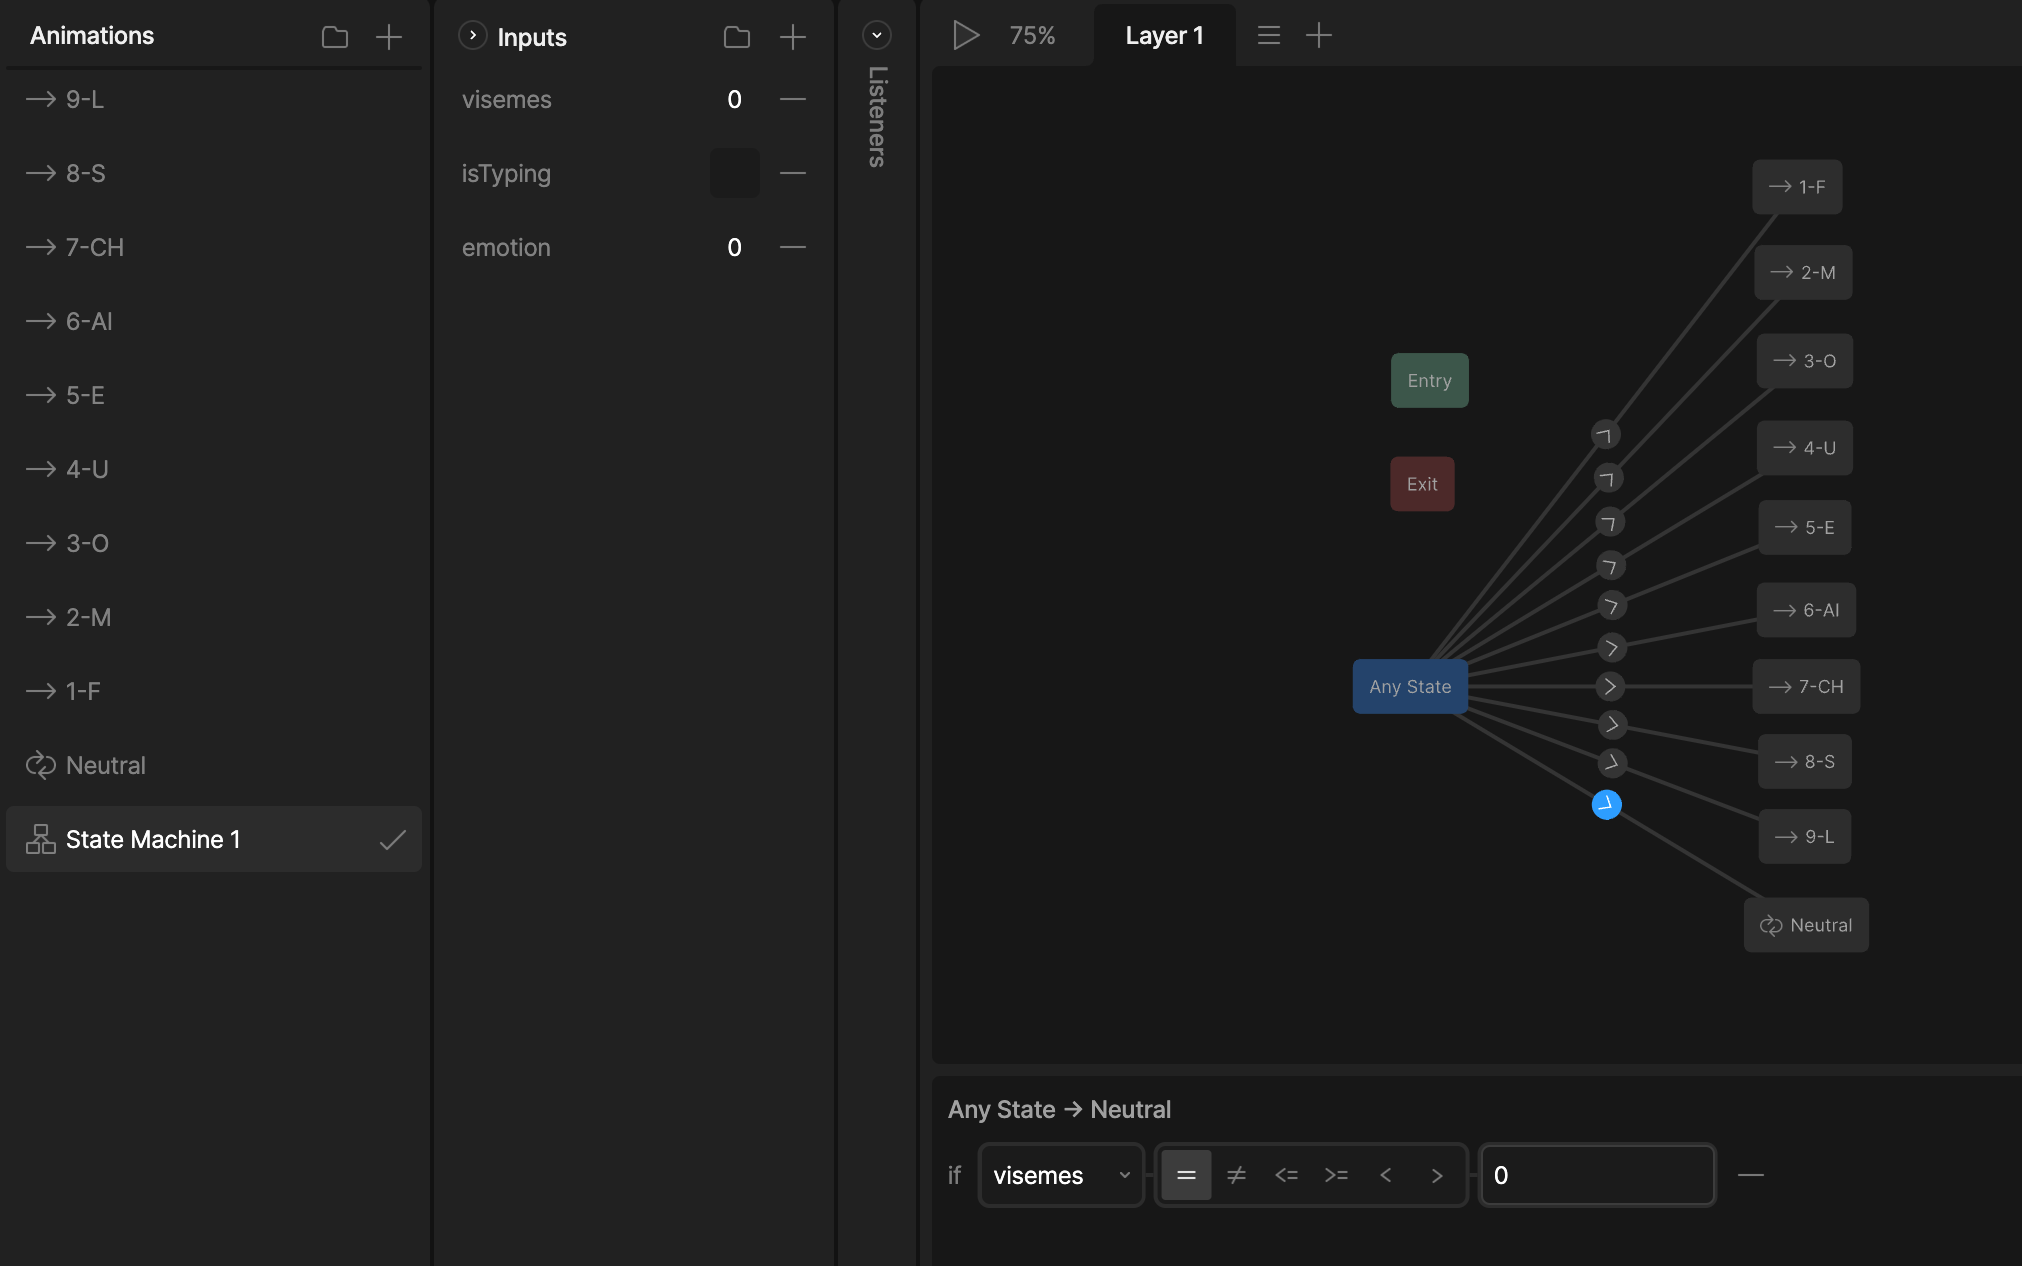 Animations
9-L
8-S
7-CH
6-AI
5-E
4-U
3-O
2-M
1-F
Neutral
State Machine 1
Inputs
visemes 0
isTyping
emotion 0
Listeners
75%
Layer 1
1-F
2-M
3-O
4-U
5-E
6-AI
7-CH
8-S
9-L
Neutral
Entry
Exit
Any State
Any State → Neutral
if visemes = ≠ <= >= < > 0